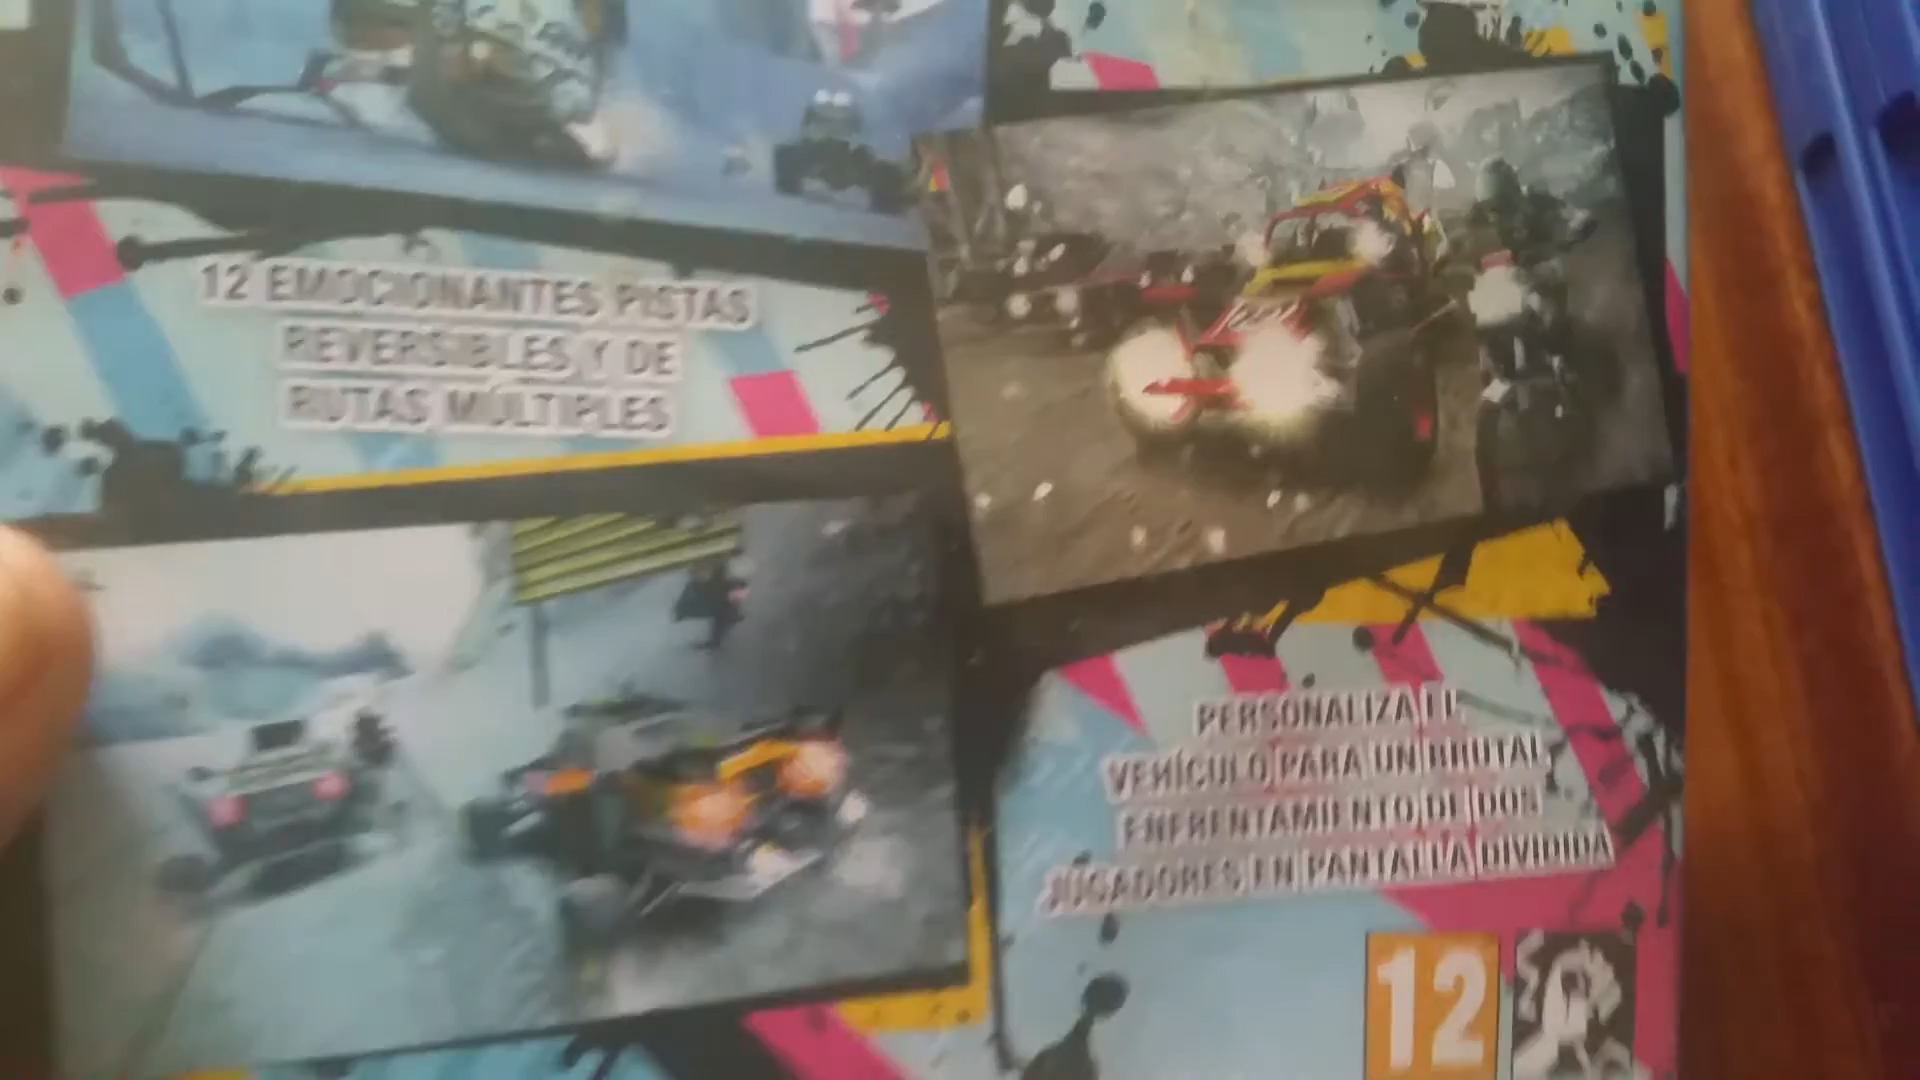 12 EMOCIONANTES PISTAS
REVERSIBLES Y DE
RUTAS MÚLTIPLES
PERSONALIZA EL
VEHÍCULO PARA UN BRUTAL
ENFRENTAMIENTO DE DOS
JUGADORES EN PANTALLA DIVIDIDA
12